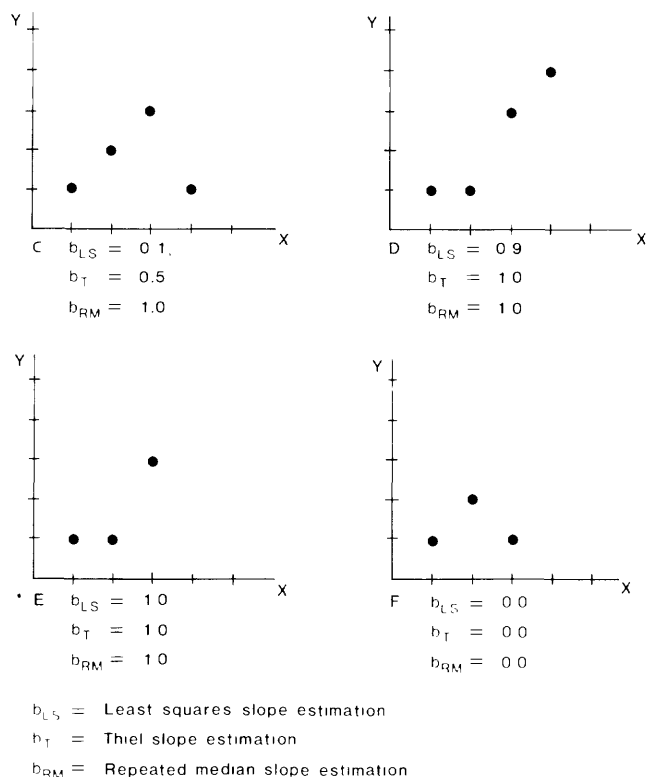 Y
X
C b_LS = 0 1.
b_T = 0.5
b_RM = 1.0
Y
X
D b_LS = 0 9
b_T = 1 0
b_RM = 1 0
Y
X
E b_LS = 1 0
b_T = 1 0
b_RM = 1 0
Y
X
F b_LS = 0 0
b_T = 0 0
b_RM = 0 0
b_LS = Least squares slope estimation
b_T = Thiel slope estimation
b_RM = Repeated median slope estimation